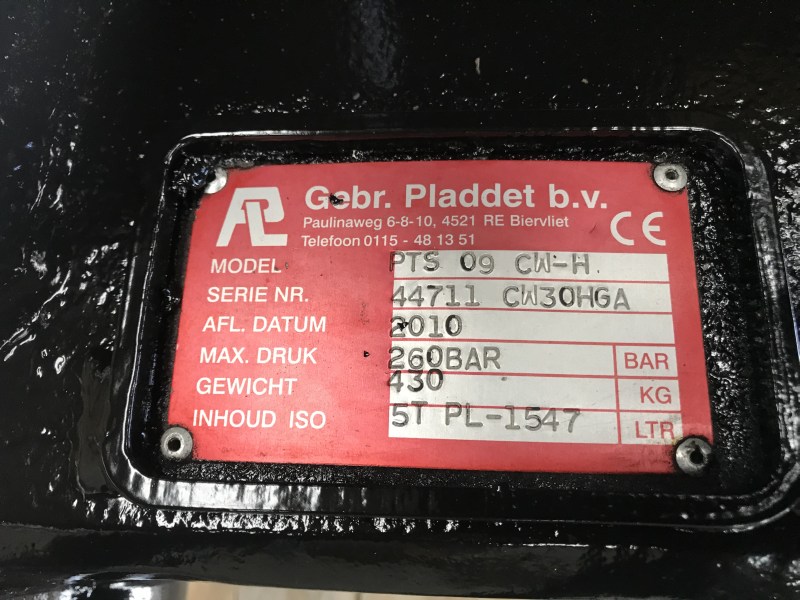 PL Gebr. Pladdet b.v.
Paulinaweg 6-8-10, 4521 RE Biervliet
Telefoon 0115 - 48 13 51
CE
MODEL PTS 09 CW-H
SERIE NR. 44711 CW30HGA
AFL. DATUM 2010
MAX. DRUK 260BAR BAR
GEWICHT 430 KG
INHOUD ISO 5T PL-1547 LTR